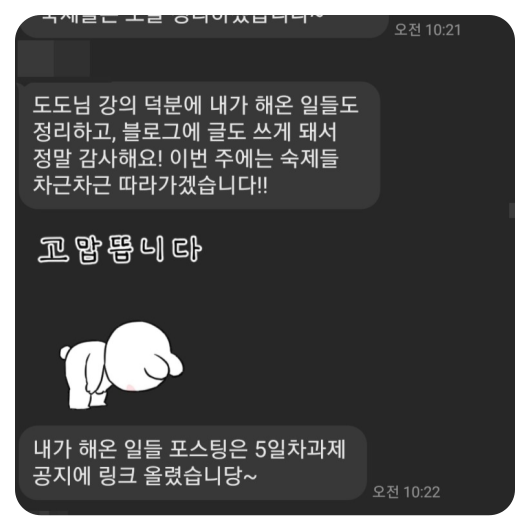 오전 10:21
도도님 강의 덕분에 내가 해온 일들도
정리하고, 블로그에 글도 쓰게 돼서
정말 감사해요! 이번 주에는 숙제들
차근차근 따라가겠습니다!!
고맙뜸니다
내가 해온 일들 포스팅은 5일차과제
공지에 링크 올렸습니당~
오전 10:22